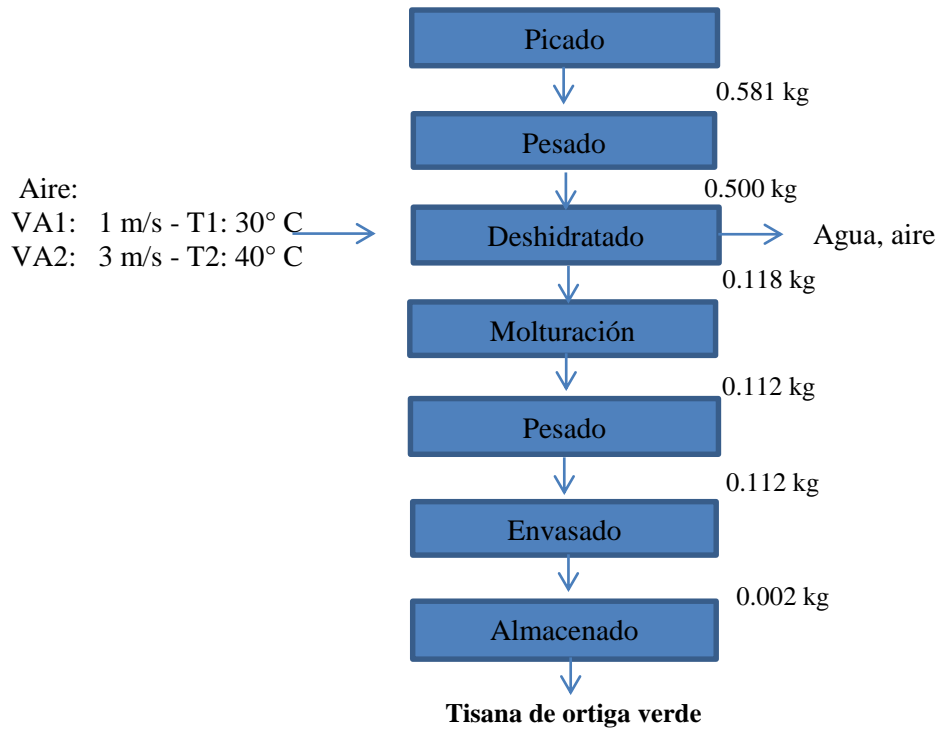 Picado
0.581 kg
Pesado
0.500 kg
Aire:
VA1: 1 m/s - T1: 30° C
VA2: 3 m/s - T2: 40° C
Deshidratado
Agua, aire
0.118 kg
Molturación
0.112 kg
Pesado
0.112 kg
Envasado
0.002 kg
Almacenado
Tisana de ortiga verde